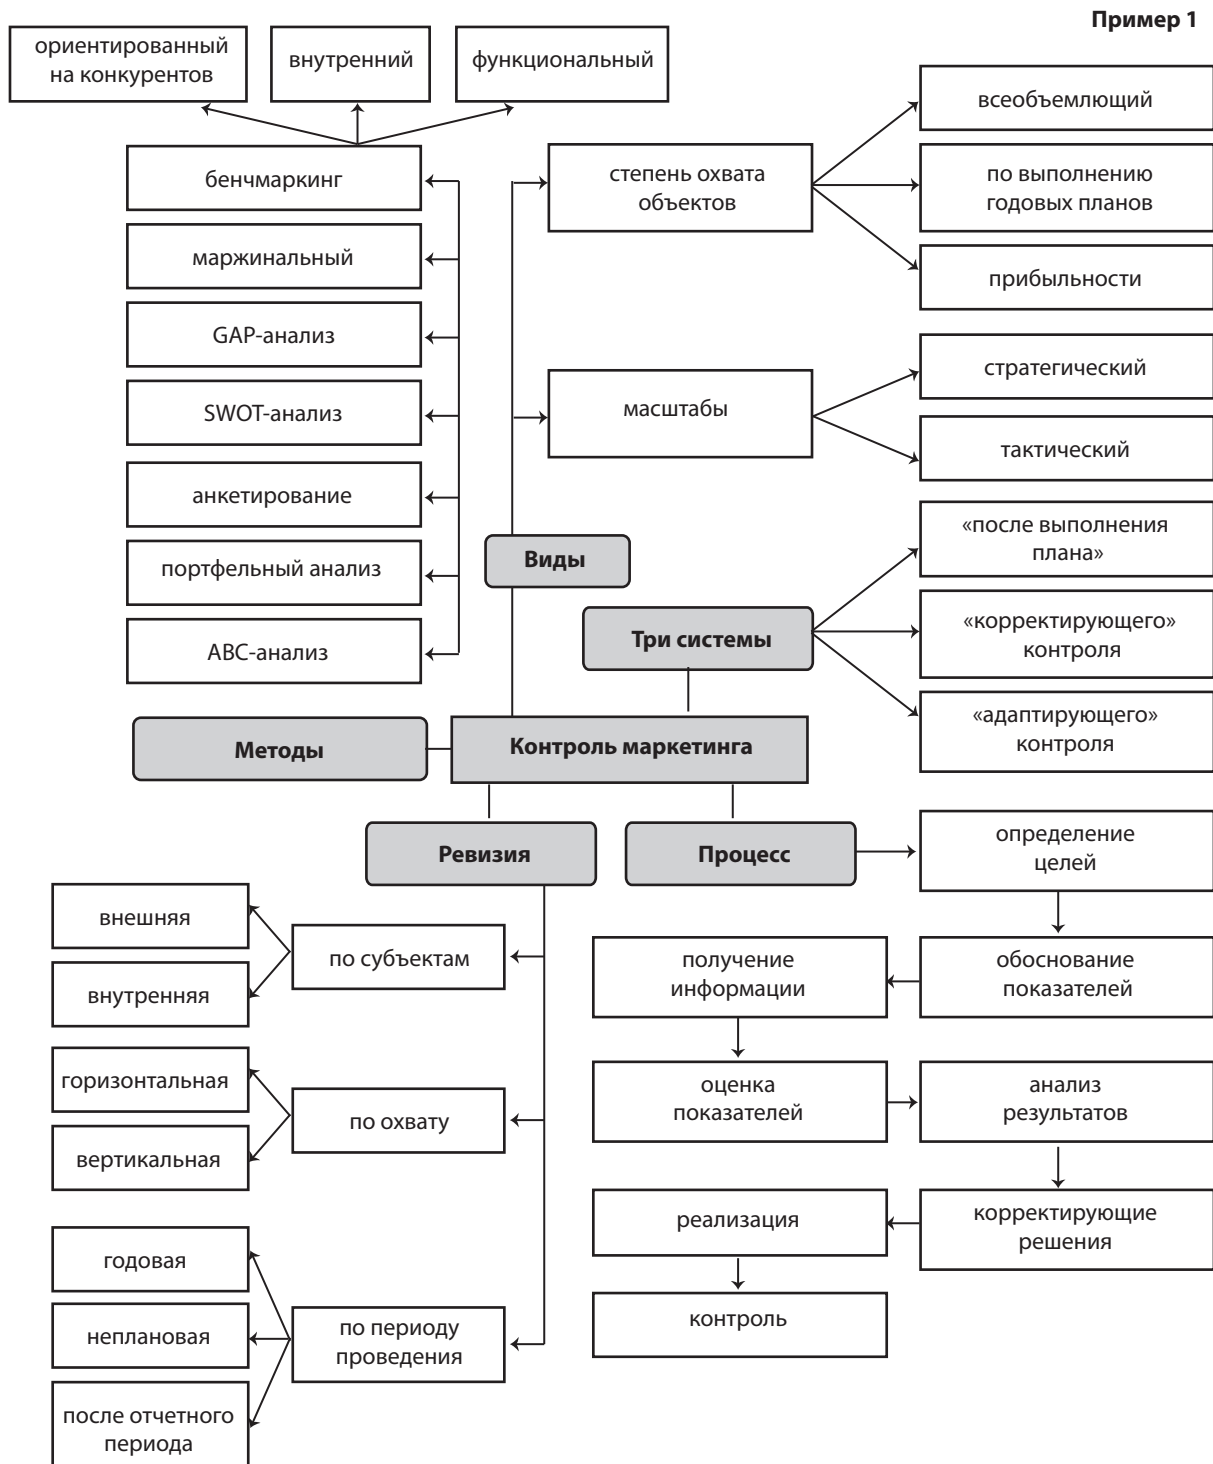 Пример 1
ориентированный
на конкурентов
внутренний
функциональный
бенчмаркинг
маржинальный
GAP-анализ
SWOT-анализ
анкетирование
портфельный анализ
ABC-анализ
степень охвата
объектов
всеобъемлющий
по выполнению
годовых планов
прибыльности
масштабы
стратегический
тактический
Виды
Три системы
«после выполнения
плана»
«корректирующего»
контроля
«адаптирующего»
контроля
Методы
Контроль маркетинга
Ревизия
Процесс
определение
целей
внешняя
внутренняя
по субъектам
получение
информации
обоснование
показателей
горизонтальная
вертикальная
по охвату
оценка
показателей
анализ
результатов
реализация
корректирующие
решения
годовая
неплановая
после отчетного
периода
по периоду
проведения
контроль